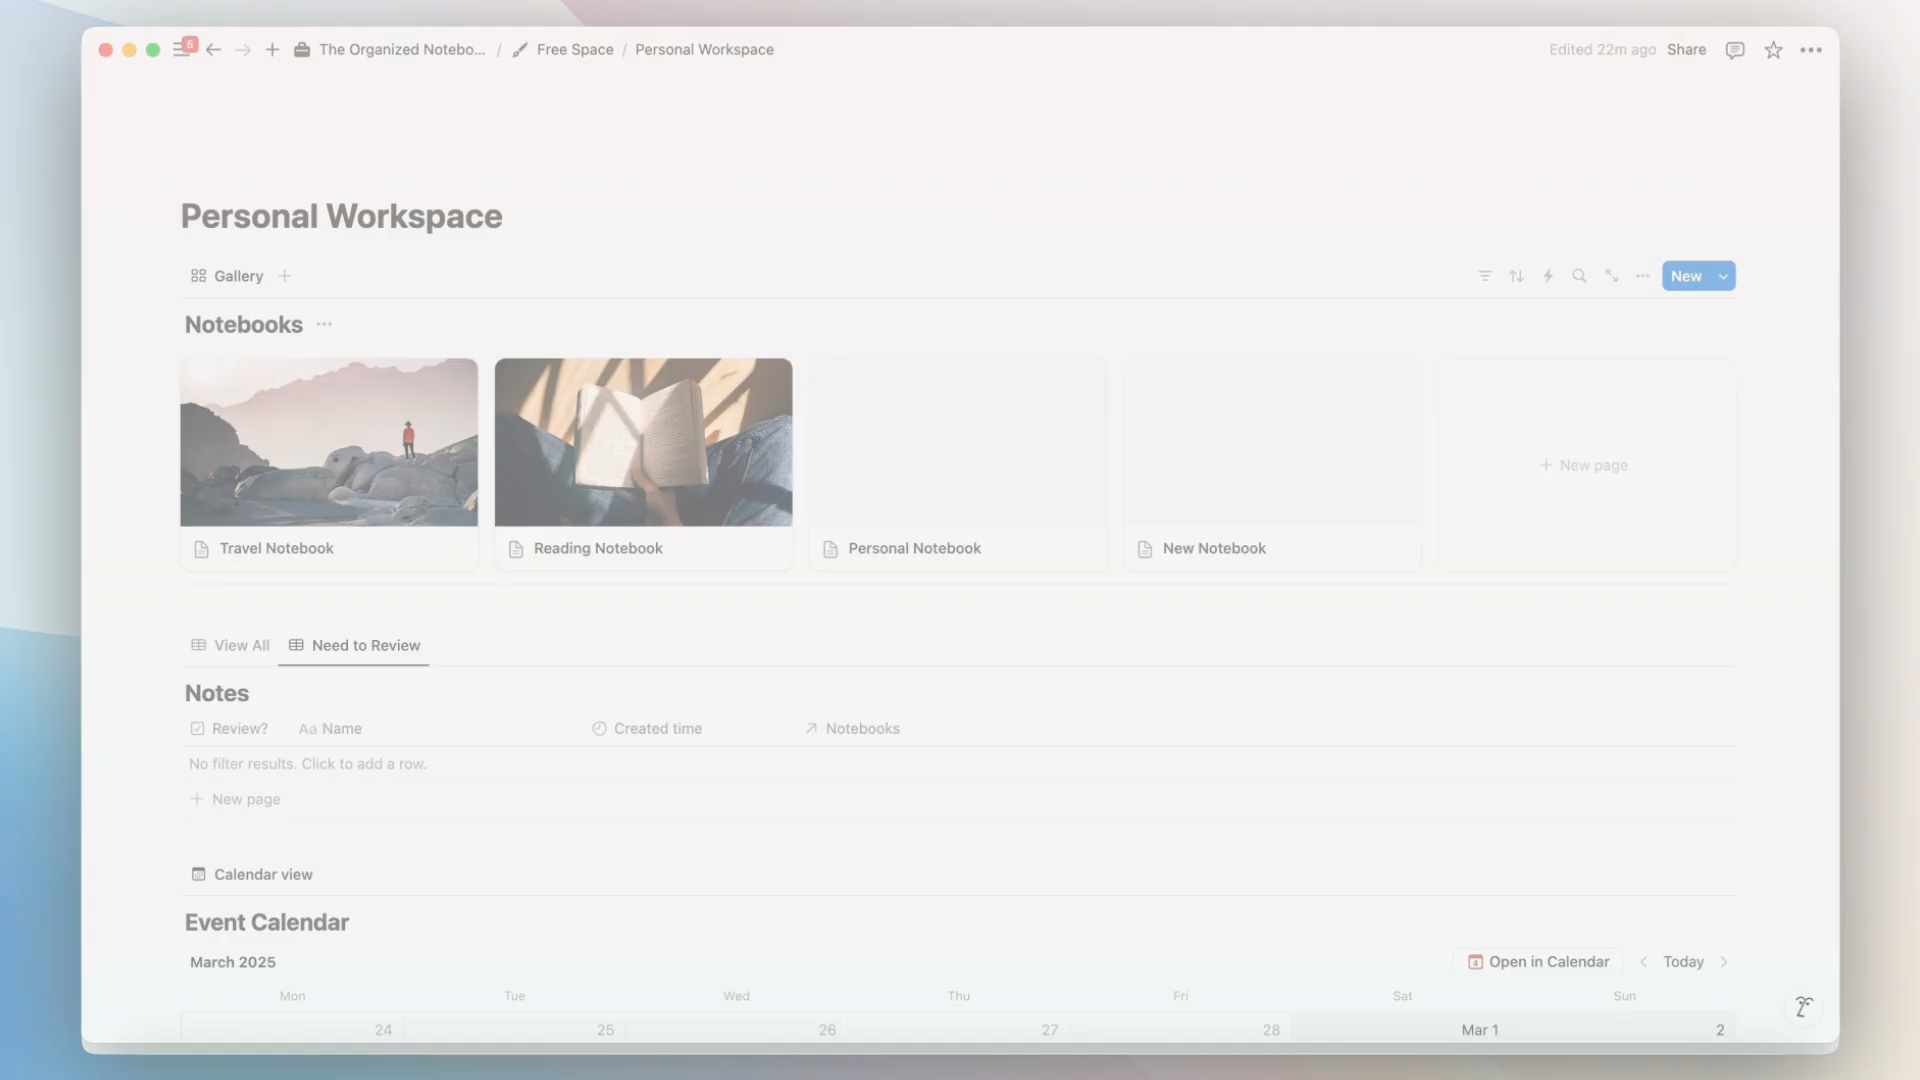 5 The Organized Notebo... / Free Space / Personal Workspace Edited 22m ago Share
Personal Workspace
Gallery New
Notebooks
Travel Notebook
Reading Notebook
Personal Notebook
New Notebook
New page
View All Need to Review
Notes
Review? Aa Name Created time Notebooks
No filter results. Click to add a row.
New page
Calendar view
Event Calendar
March 2025 4 Open in Calendar Today
Mon Tue Wed Thu Fri Sat Sun
24 25 26 27 28 Mar 1 2